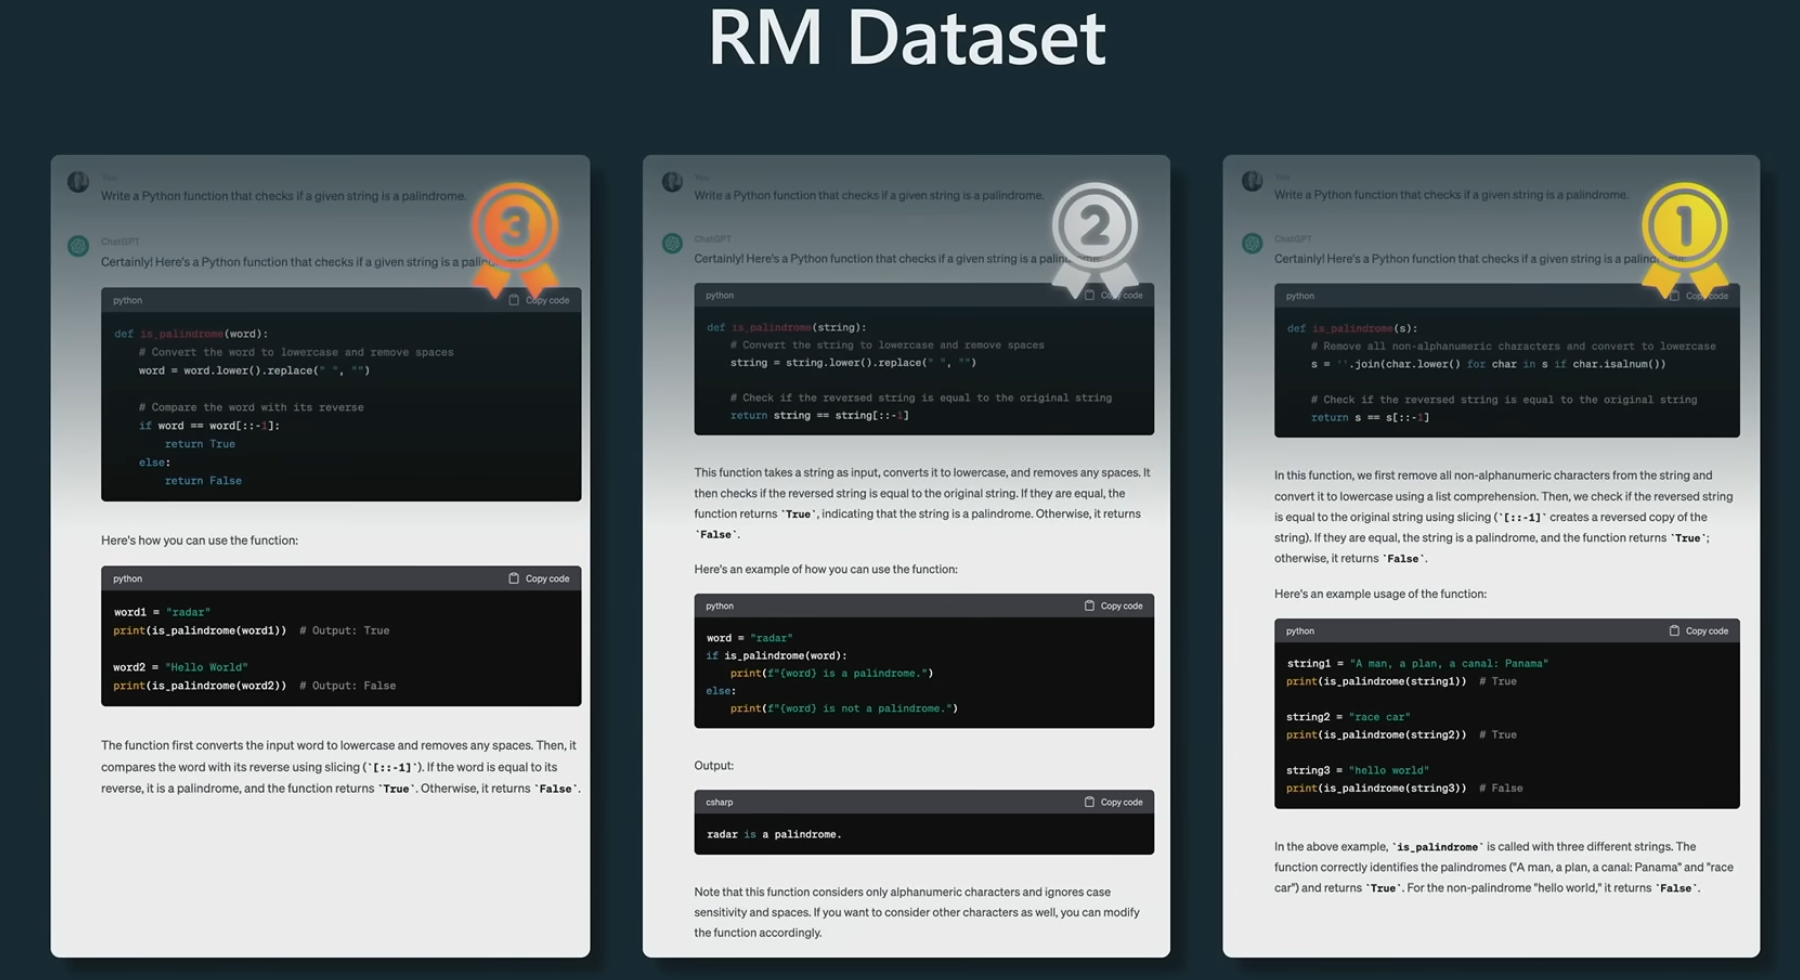 RM Dataset
3
You
Write a Python function that checks if a given string is a palindrome.
ChatGPT
Certainly! Here's a Python function that checks if a given string is a
python
Copy code
def is_palindrome(word):
# Convert the word to lowercase and remove spaces
word = word.lower().replace(" ", "")
# Compare the word with its reverse
if word == word[::-1]:
return True
else:
return False
Here's how you can use the function:
python
Copy code
word1 = "radar"
print(is_palindrome(word1))  # Output: True
word2 = "Hello World"
print(is_palindrome(word2))  # Output: False
The function first converts the input word to lowercase and removes any spaces. Then, it
compares the word with its reverse using slicing (`[::-1]`). If the word is equal to its
reverse, it is a palindrome, and the function returns `True`. Otherwise, it returns `False`.
2
You
Write a Python function that checks if a given string is a palindrome.
ChatGPT
Certainly! Here's a Python function that checks if a given string is a
python
Copy code
def is_palindrome(string):
# Convert the string to lowercase and remove spaces
string = string.lower().replace(" ", "")
# Check if the reversed string is equal to the original string
return string == string[::-1]
This function takes a string as input, converts it to lowercase, and removes any spaces. It
then checks if the reversed string is equal to the original string. If they are equal, the
function returns `True`, indicating that the string is a palindrome. Otherwise, it returns
`False`.
Here's an example of how you can use the function:
python
Copy code
word = "radar"
if is_palindrome(word):
print(f"{word} is a palindrome.")
else:
print(f"{word} is not a palindrome.")
Output:
csharp
Copy code
radar is a palindrome.
Note that this function considers only alphanumeric characters and ignores case
sensitivity and spaces. If you want to consider other characters as well, you can modify
the function accordingly.
1
You
Write a Python function that checks if a given string is a palindrome.
ChatGPT
Certainly! Here's a Python function that checks if a given string is a
python
Copy code
def is_palindrome(s):
# Remove all non-alphanumeric characters and convert to lowercase
s = ''.join(char.lower() for char in s if char.isalnum())
# Check if the reversed string is equal to the original string
return s == s[::-1]
In this function, we first remove all non-alphanumeric characters from the string and
convert it to lowercase using a list comprehension. Then, we check if the reversed string
is equal to the original string using slicing (`[::-1]` creates a reversed copy of the
string). If they are equal, the string is a palindrome, and the function returns `True`;
otherwise, it returns `False`.
Here's an example usage of the function:
python
Copy code
string1 = "A man, a plan, a canal: Panama"
print(is_palindrome(string1))  # True
string2 = "race car"
print(is_palindrome(string2))  # True
string3 = "hello world"
print(is_palindrome(string3))  # False
In the above example, `is_palindrome` is called with three different strings. The
function correctly identifies the palindromes ("A man, a plan, a canal: Panama" and "race
car") and returns `True`. For the non-palindrome "hello world," it returns `False`.